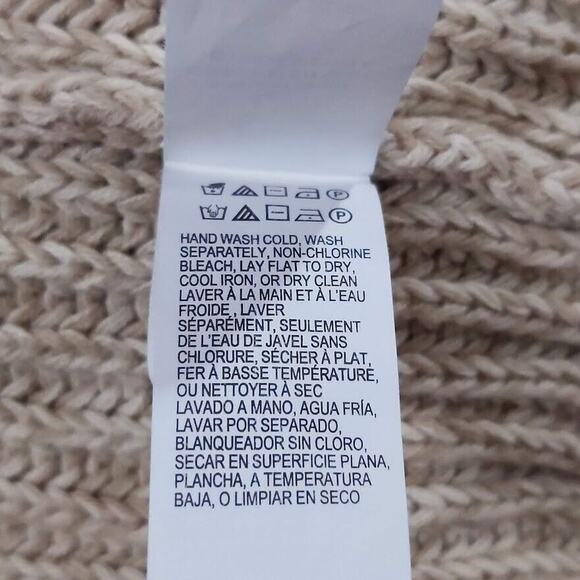 HAND WASH COLD, WASH
SEPARATELY, NON-CHLORINE
BLEACH, LAY FLAT TO DRY,
COOL IRON, OR DRY CLEAN
LAVER À LA MAIN ET À L'EAU
FROIDE , LAVER
SÉPARÉMENT, SEULEMENT
DE L'EAU DE JAVEL SANS
CHLORURE, SÉCHER À PLAT,
FER À BASSE TEMPÉRATURE,
OU NETTOYER À SEC
LAVADO A MANO, AGUA FRÍA,
LAVAR POR SEPARADO,
BLANQUEADOR SIN CLORO,
SECAR EN SUPERFICIE PLANA,
PLANCHA, A TEMPERATURA
BAJA, O LIMPIAR EN SECO